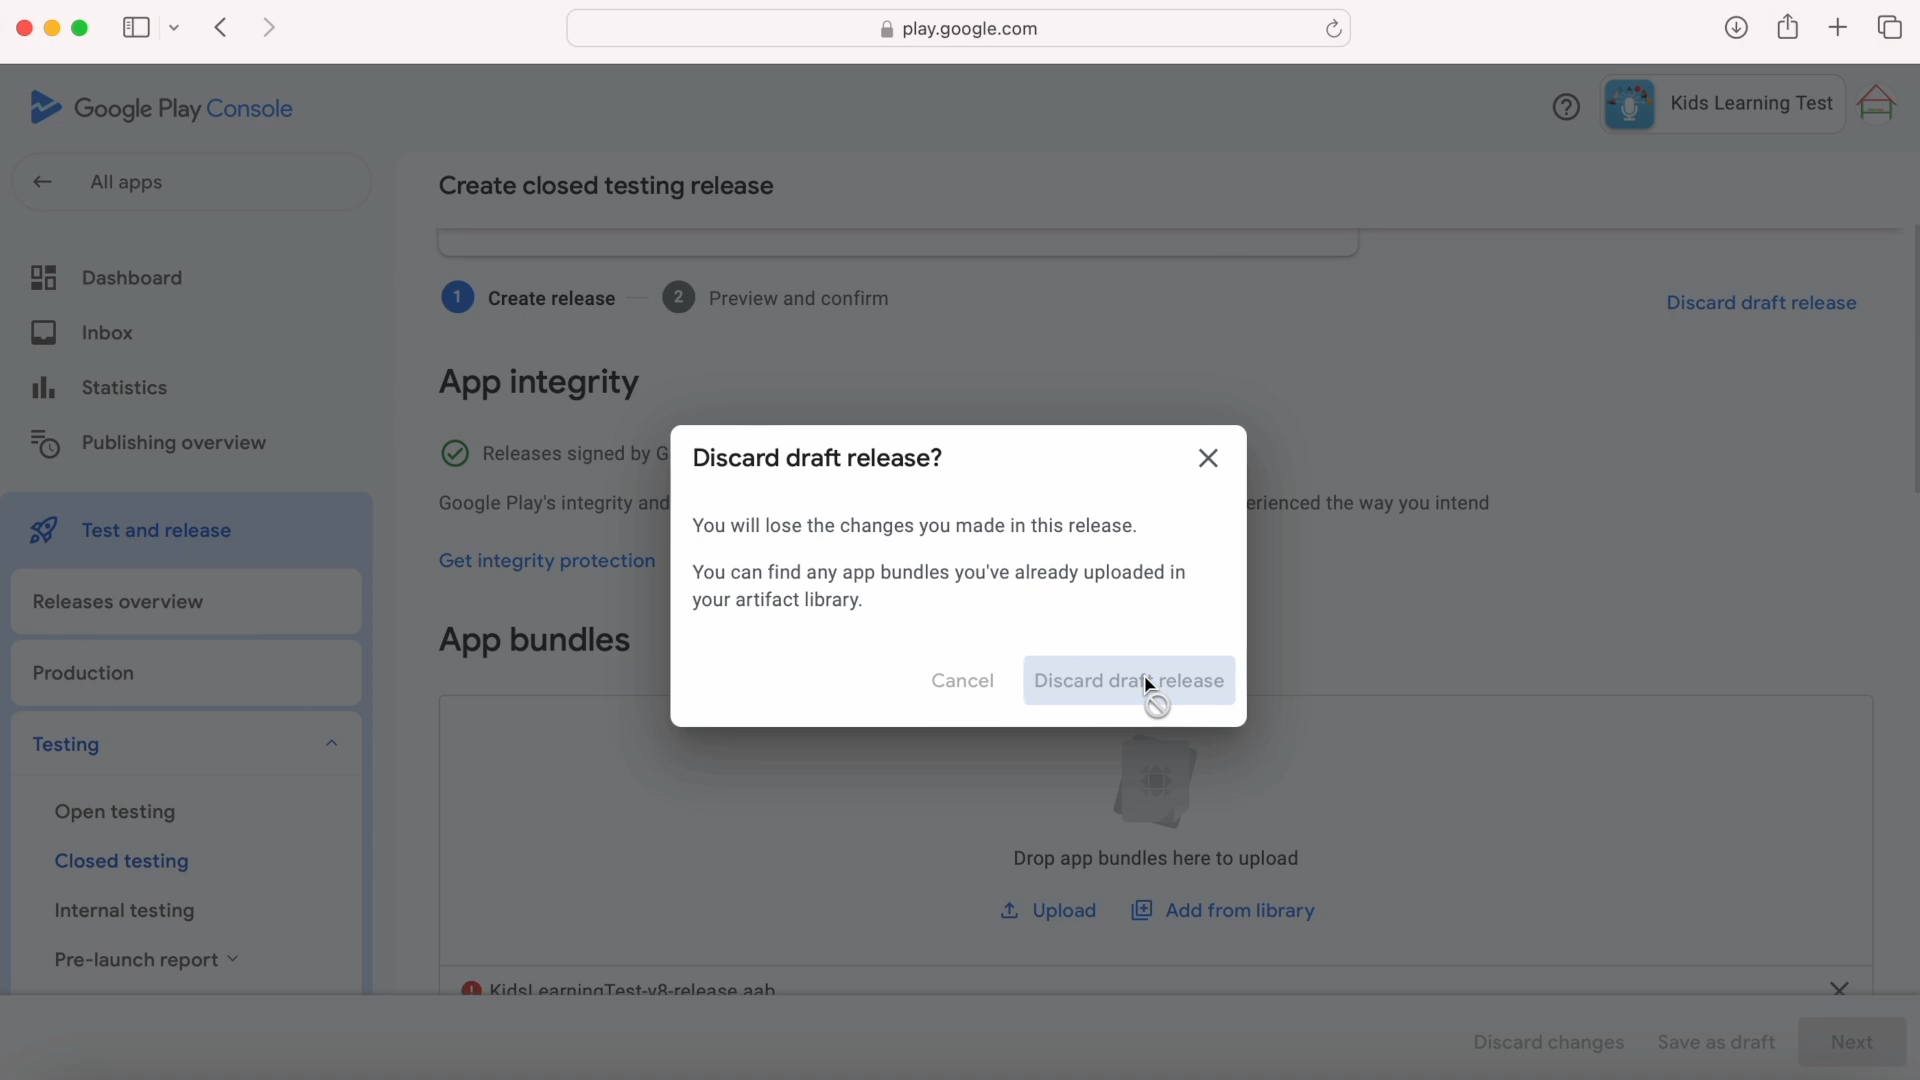 play.google.com
Google Play Console
Kids Learning Test
All apps
Create closed testing release
1 Create release
2 Preview and confirm
Discard draft release
Dashboard
Inbox
Statistics
Publishing overview
Test and release
Releases overview
Production
Testing
Open testing
Closed testing
Internal testing
Pre-launch report
App integrity
Releases signed by G
Google Play's integrity and
erienced the way you intend
Get integrity protection
App bundles
Discard draft release?
You will lose the changes you made in this release.
You can find any app bundles you've already uploaded in
your artifact library.
Cancel
Discard draft release
Drop app bundles here to upload
Upload
Add from library
KidsLearningTest-v8-release.aab
Discard changes
Save as draft
Next